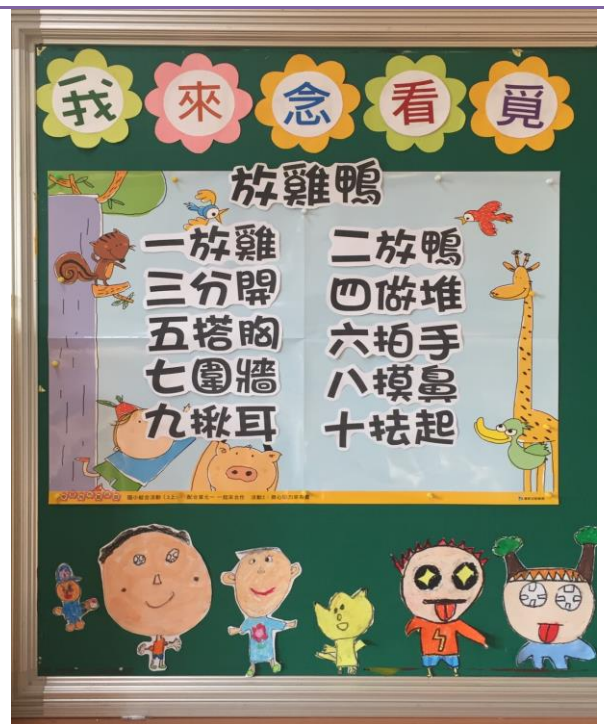 我來念看覓
放雞鴨
一放雞 二放鴨
三分開 四做堆
五搭胸 六拍手
七圍牆 八摸鼻
九揪耳 十抾起